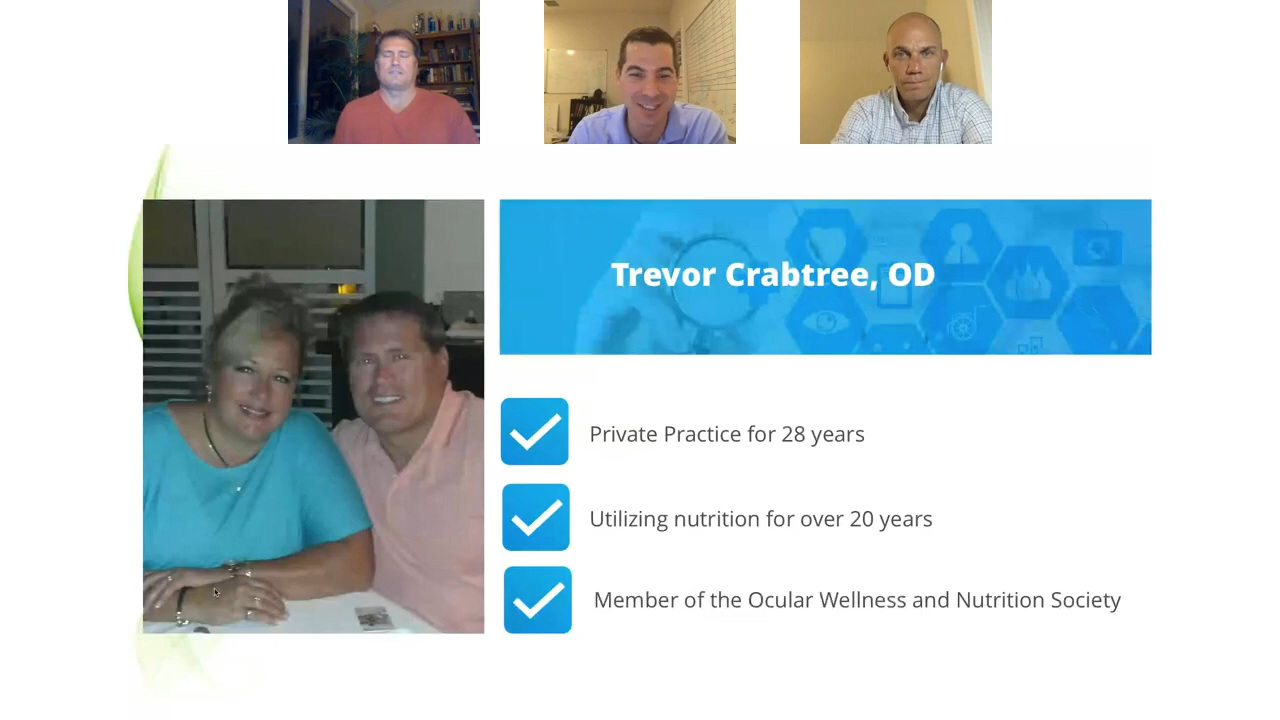 Trevor Crabtree, OD
Private Practice for 28 years
Utilizing nutrition for over 20 years
Member of the Ocular Wellness and Nutrition Society